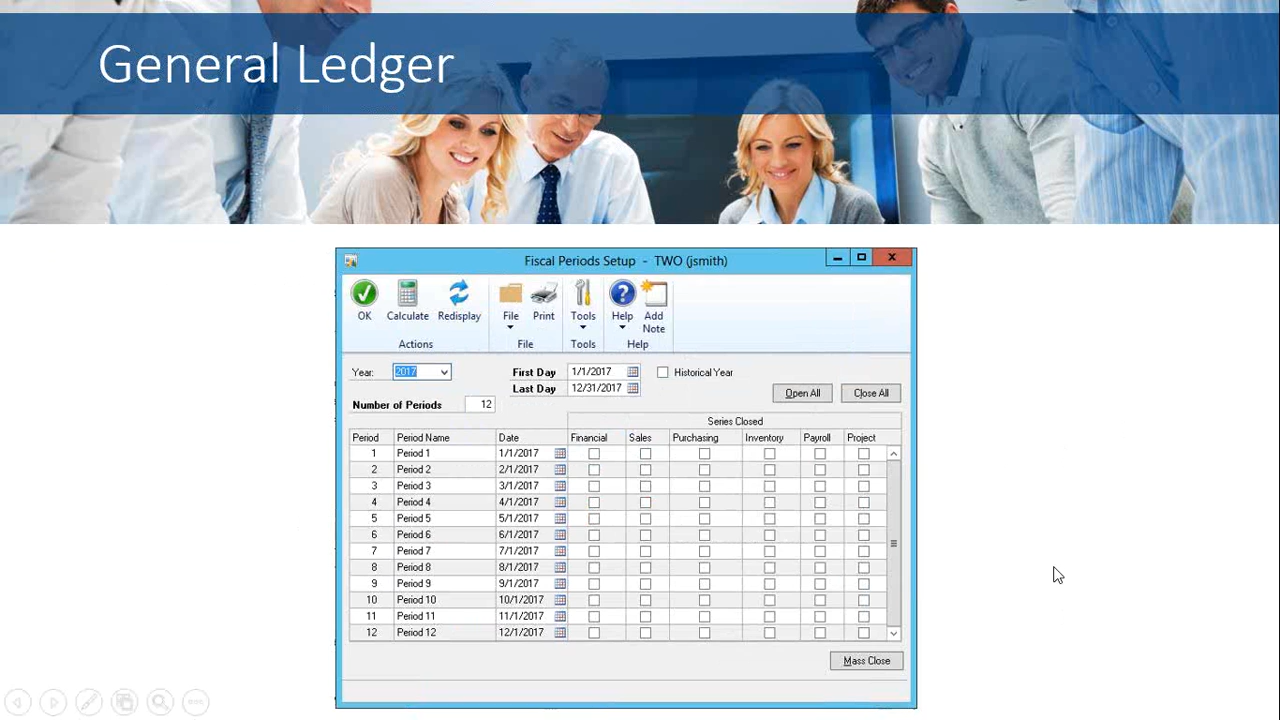 General Ledger
Fiscal Periods Setup - TWO (jsmith)
OK Calculate Redisplay File Print Tools Help Add Note
Actions File Tools Help
Year: 2017 First Day 1/1/2017 Historical Year
Last Day 12/31/2017 Open All Close All
Number of Periods 12
Series Closed
Period Period Name Date Financial Sales Purchasing Inventory Payroll Project
1 Period 1 1/1/2017
2 Period 2 2/1/2017
3 Period 3 3/1/2017
4 Period 4 4/1/2017
5 Period 5 5/1/2017
6 Period 6 6/1/2017
7 Period 7 7/1/2017
8 Period 8 8/1/2017
9 Period 9 9/1/2017
10 Period 10 10/1/2017
11 Period 11 11/1/2017
12 Period 12 12/1/2017
Mass Close